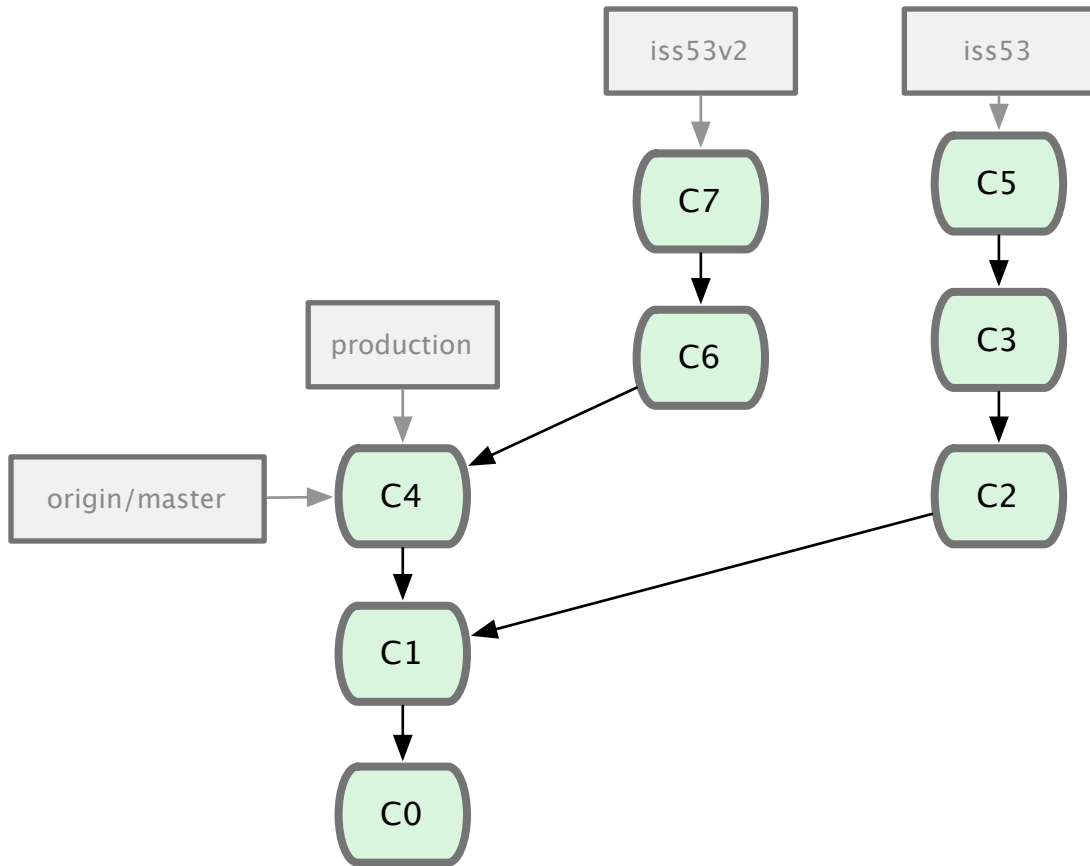 iss53v2
iss53
C7
C5
production
C6
C3
origin/master
C4
C2
C1
C0